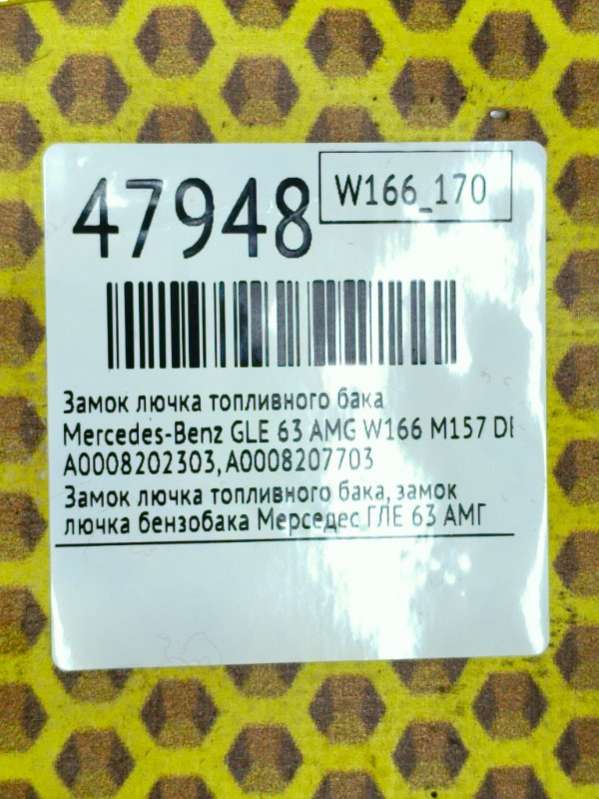 47948
W166_170
Замок лючка топливного бака
Mercedes-Benz GLE 63 AMG W166 M157 DE
A0008202303, A0008207703
Замок лючка топливного бака, замок
лючка бензобака Мерседес ГЛЕ 63 АМГ